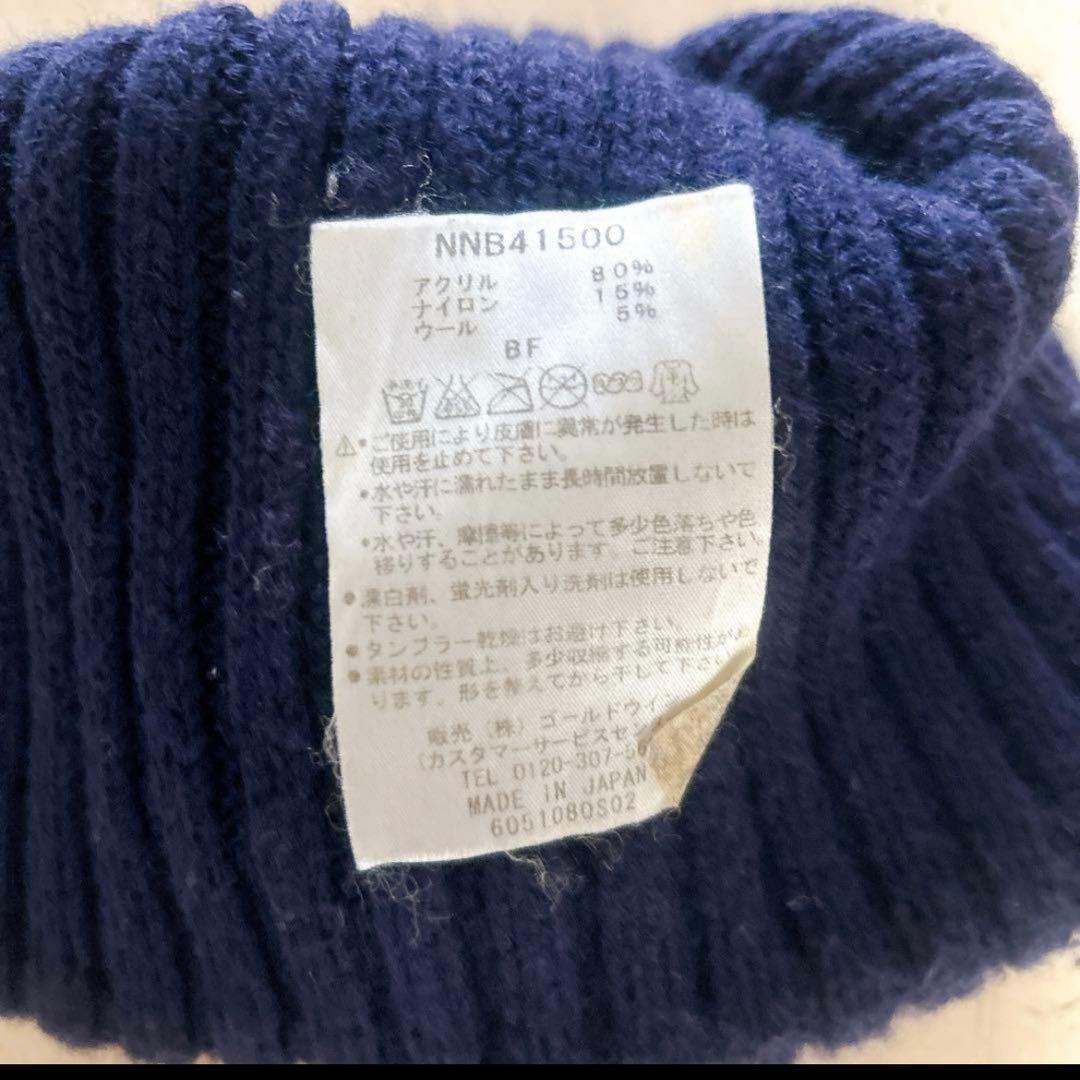 NNB41500
アクリル 80%
ナイロン 15%
ウール 5%
BF
⚠•ご使用により皮膚に異常が発生した時は
使用を止めて下さい。
•水や汗に濡れたまま長時間放置しないで
下さい。
•水や汗、摩擦等によって多少色落ちや色
移りすることがあります。ご注意下さい。
●漂白剤、蛍光剤入り洗剤は使用しないで
下さい。
●タンブラー乾燥はお避け下さい。
●素材の性質上、多少収縮する可能性があ
ります。形を整えてから干して下さ
販売 (株) ゴールドウイ
(カスタマーサービスセ
TEL 0120-307-5
MADE IN JAPAN
6051080S02